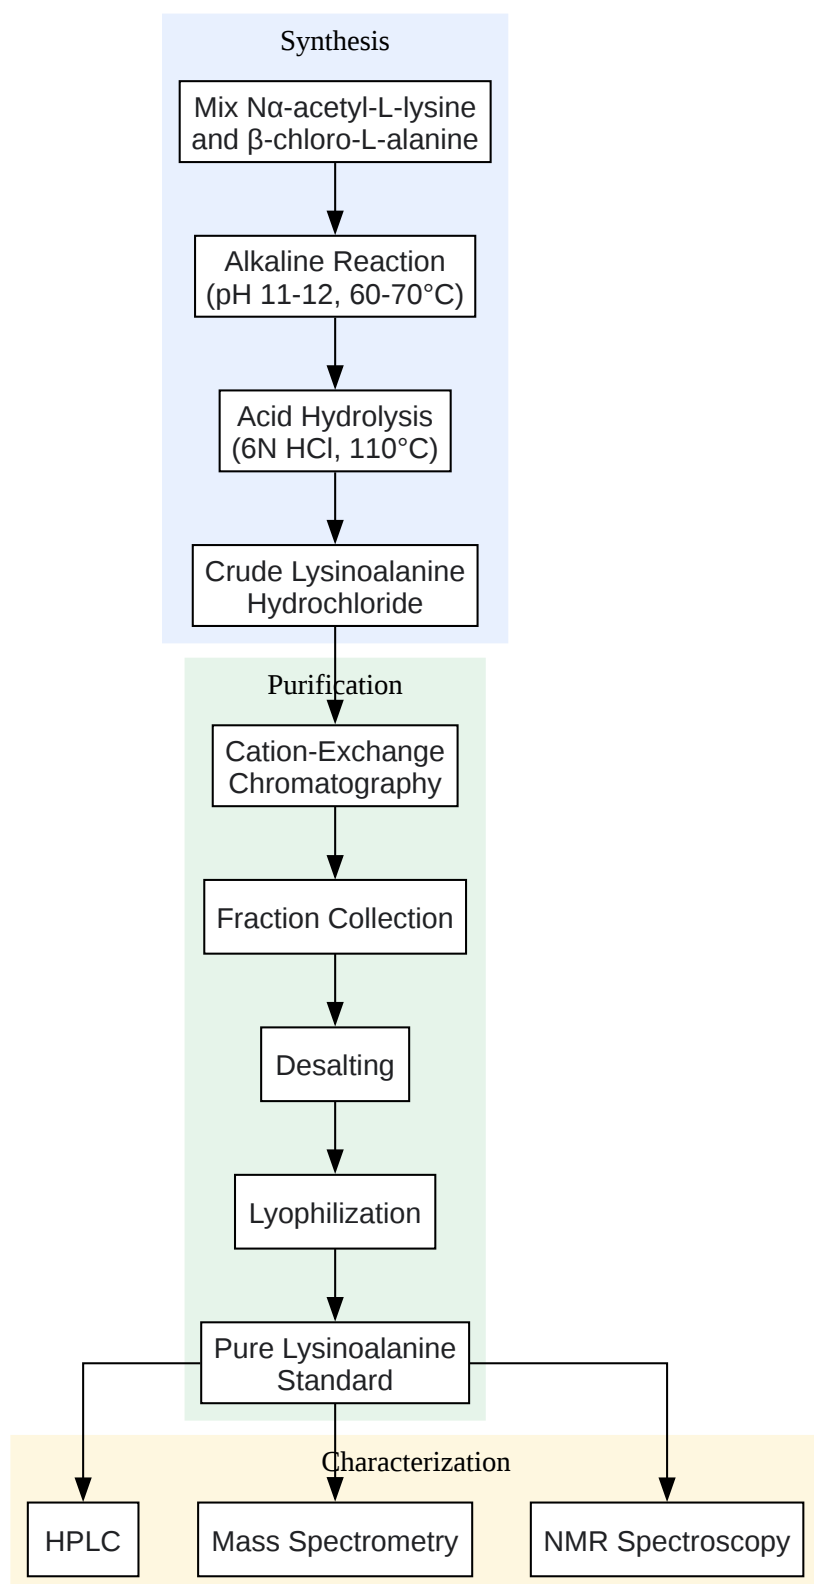 Synthesis
Mix Nα-acetyl-L-lysine
and β-chloro-L-alanine
Alkaline Reaction
(pH 11-12, 60-70°C)
Acid Hydrolysis
(6N HCl, 110°C)
Crude Lysinoalanine
Hydrochloride
Purification
Cation-Exchange
Chromatography
Fraction Collection
Desalting
Lyophilization
Pure Lysinoalanine
Standard
Characterization
HPLC
Mass Spectrometry
NMR Spectroscopy